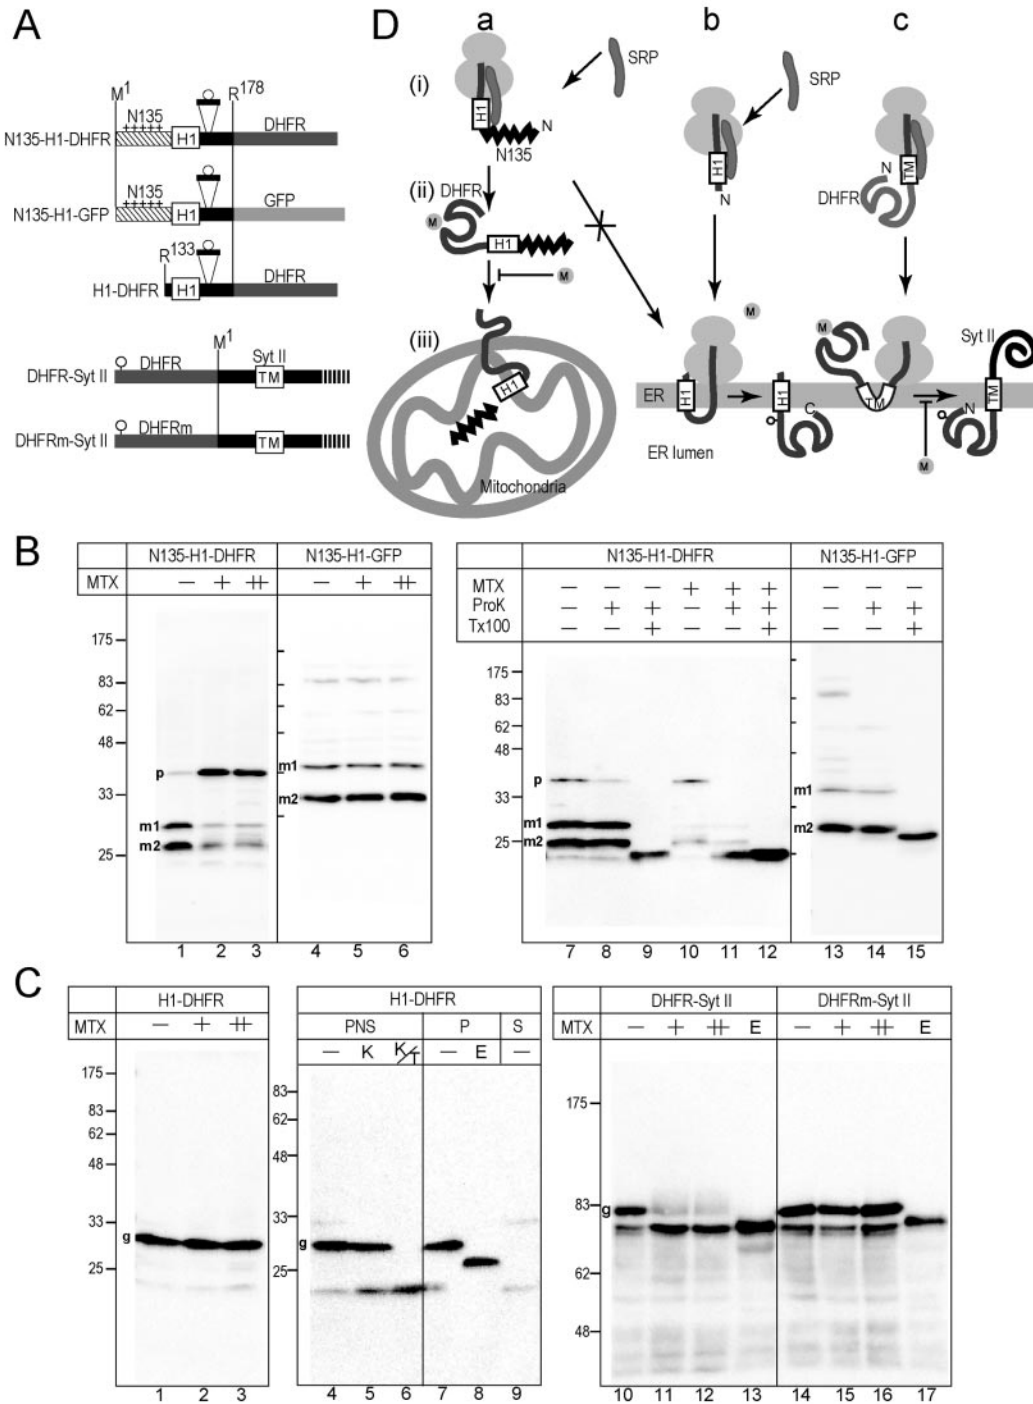 A
M1
R178
N135
+++++
DHFR
N135-H1-DHFR
H1
N135
+++++
GFP
N135-H1-GFP
H1
R133
DHFR
H1-DHFR
H1
M1
DHFR
Syt II
DHFR-Syt II
TM
DHFRm
DHFRm-Syt II
TM
D
a
b
c
(i)
SRP
SRP
H1
N
N135
H1
N
N
TM
DHFR
(ii)
DHFR
M
H1
M
(iii)
H1
Mitochondria
M
M
Syt II
ER
H1
H1
C
TM
N
TM
ER lumen
M
B
N135-H1-DHFR
N135-H1-GFP
MTX
— + ++ — + ++
175
83
62
48
p
33
m1
m2
25
m1
m2
1 2 3 4 5 6
N135-H1-DHFR
N135-H1-GFP
MTX — — — + + + — — —
ProK — + + — + + — + +
Tx100 — — + — — + — — +
175
83
62
48
p
33
m1
m2
25
m1
m2
7 8 9 10 11 12 13 14 15
C
H1-DHFR
MTX — + ++
175
83
62
48
33
g
25
1 2 3
H1-DHFR
PNS P S
— K K/T — E —
83
62
48
33
g
25
4 5 6 7 8 9
DHFR-Syt II
DHFRm-Syt II
MTX — + ++ E — + ++ E
175
83
g
62
48
10 11 12 13 14 15 16 17